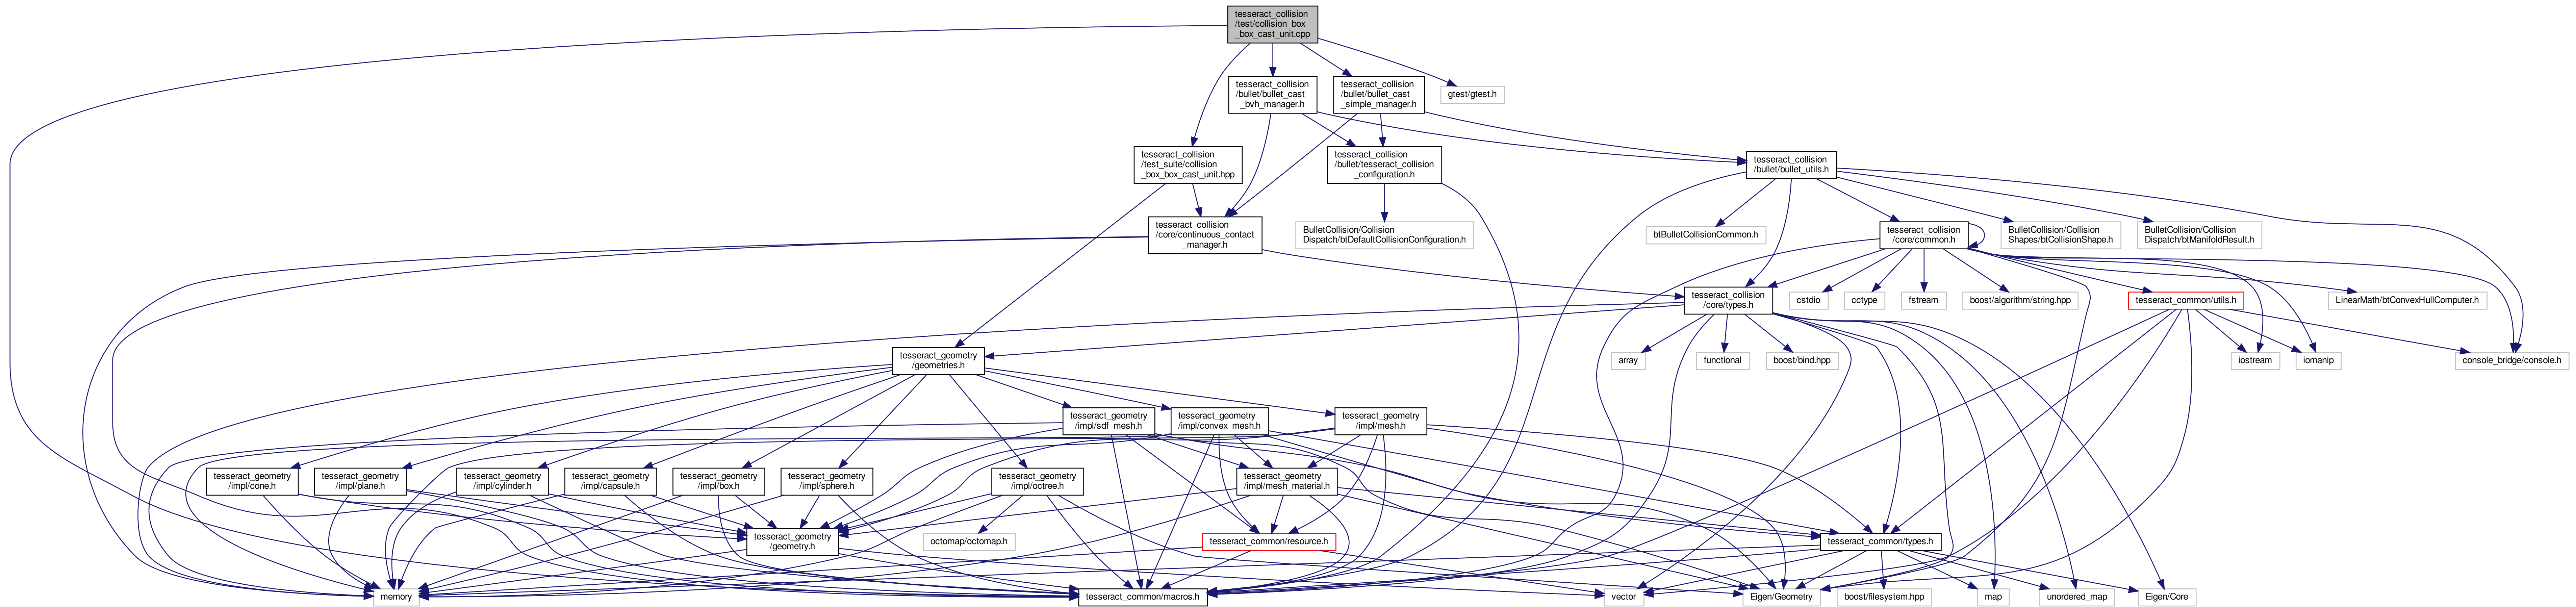 tesseract_collision
/test/collision_box
_box_cast_unit.cpp
tesseract_collision
/bullet/bullet_cast
_bvh_manager.h
tesseract_collision
/bullet/bullet_cast
_simple_manager.h
gtest/gtest.h
tesseract_collision
/test_suite/collision
_box_box_cast_unit.hpp
tesseract_collision
/bullet/tesseract_collision
_configuration.h
tesseract_collision
/bullet/bullet_utils.h
tesseract_collision
/core/continuous_contact
_manager.h
BulletCollision/Collision
Dispatch/btDefaultCollisionConfiguration.h
btBulletCollisionCommon.h
tesseract_collision
/core/common.h
BulletCollision/Collision
Shapes/btCollisionShape.h
BulletCollision/Collision
Dispatch/btManifoldResult.h
tesseract_collision
/core/types.h
cstdio
cctype
fstream
boost/algorithm/string.hpp
tesseract_common/utils.h
LinearMath/btConvexHullComputer.h
tesseract_geometry
/geometries.h
array
functional
boost/bind.hpp
iostream
iomanip
console_bridge/console.h
tesseract_geometry
/impl/sdf_mesh.h
tesseract_geometry
/impl/convex_mesh.h
tesseract_geometry
/impl/mesh.h
tesseract_geometry
/impl/cone.h
tesseract_geometry
/impl/plane.h
tesseract_geometry
/impl/cylinder.h
tesseract_geometry
/impl/capsule.h
tesseract_geometry
/impl/box.h
tesseract_geometry
/impl/sphere.h
tesseract_geometry
/impl/octree.h
tesseract_geometry
/impl/mesh_material.h
tesseract_geometry
/geometry.h
octomap/octomap.h
tesseract_common/resource.h
tesseract_common/types.h
memory
tesseract_common/macros.h
vector
Eigen/Geometry
boost/filesystem.hpp
map
unordered_map
Eigen/Core